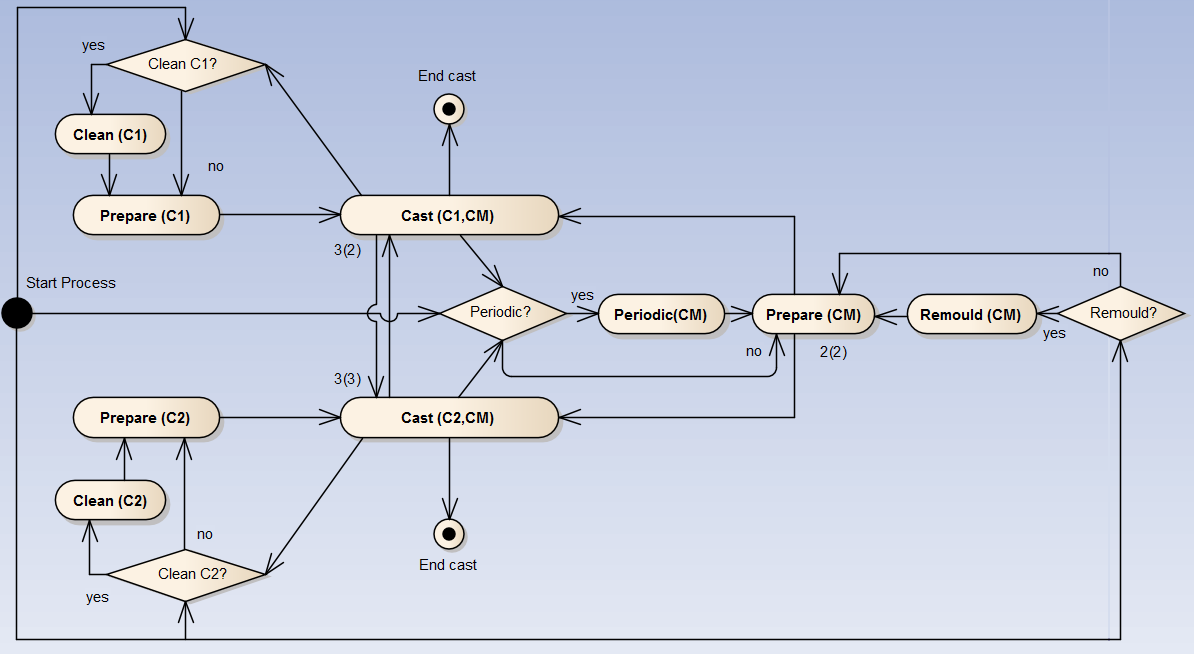 yes
Clean C1?
End cast
Clean (C1)
no
Prepare (C1)
Cast (C1,CM)
3(2)
no
Start Process
yes
Periodic?
Periodic(CM)
Prepare (CM)
Remould (CM)
Remould?
yes
no
2(2)
3(3)
Prepare (C2)
Cast (C2,CM)
Clean (C2)
no
Clean C2?
End cast
yes